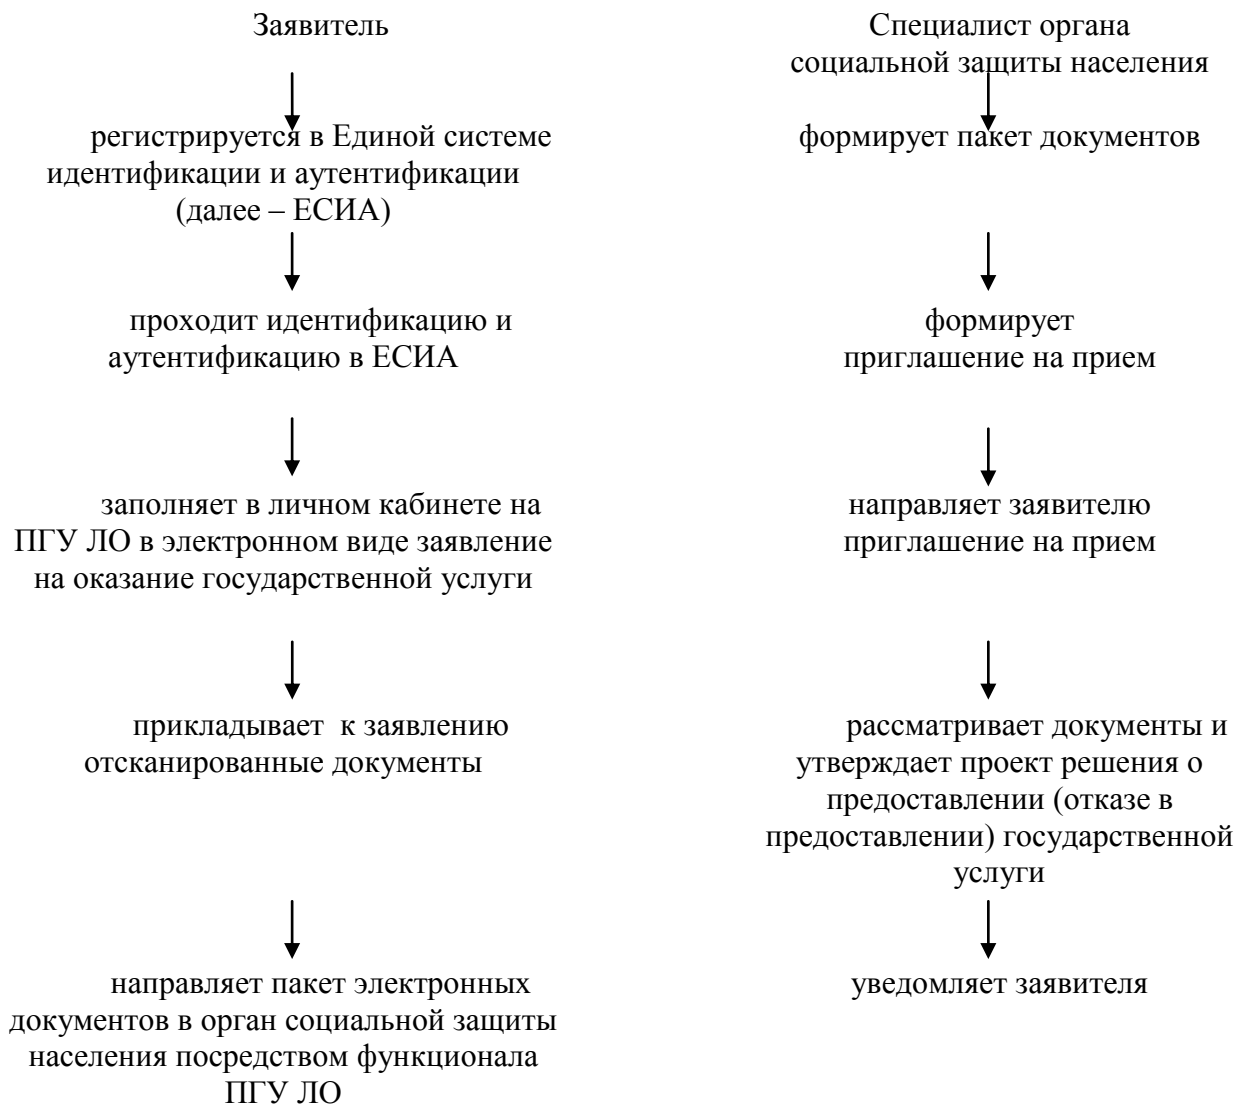 Заявитель
регистрируется в Единой системе
идентификации и аутентификации
(далее – ЕСИА)
проходит идентификацию и
аутентификацию в ЕСИА
заполняет в личном кабинете на
ПГУ ЛО в электронном виде заявление
на оказание государственной услуги
прикладывает к заявлению
отсканированные документы
направляет пакет электронных
документов в орган социальной защиты
населения посредством функционала
ПГУ ЛО
Специалист органа
социальной защиты населения
формирует пакет документов
формирует
приглашение на прием
направляет заявителю
приглашение на прием
рассматривает документы и
утверждает проект решения о
предоставлении (отказе в
предоставлении) государственной
услуги
уведомляет заявителя